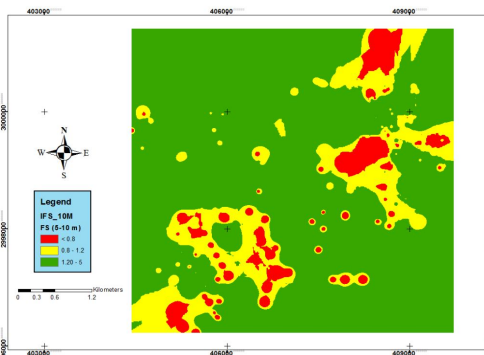 403000 406000 409000
3000000
N
W E
S
Legend
IFS_10M
FS (5-10 m)
< 0.8
0.8 - 1.2
1.20 - 5
2998000
Kilometers
0 0.3 0.6 1.2
403000 406000 409000